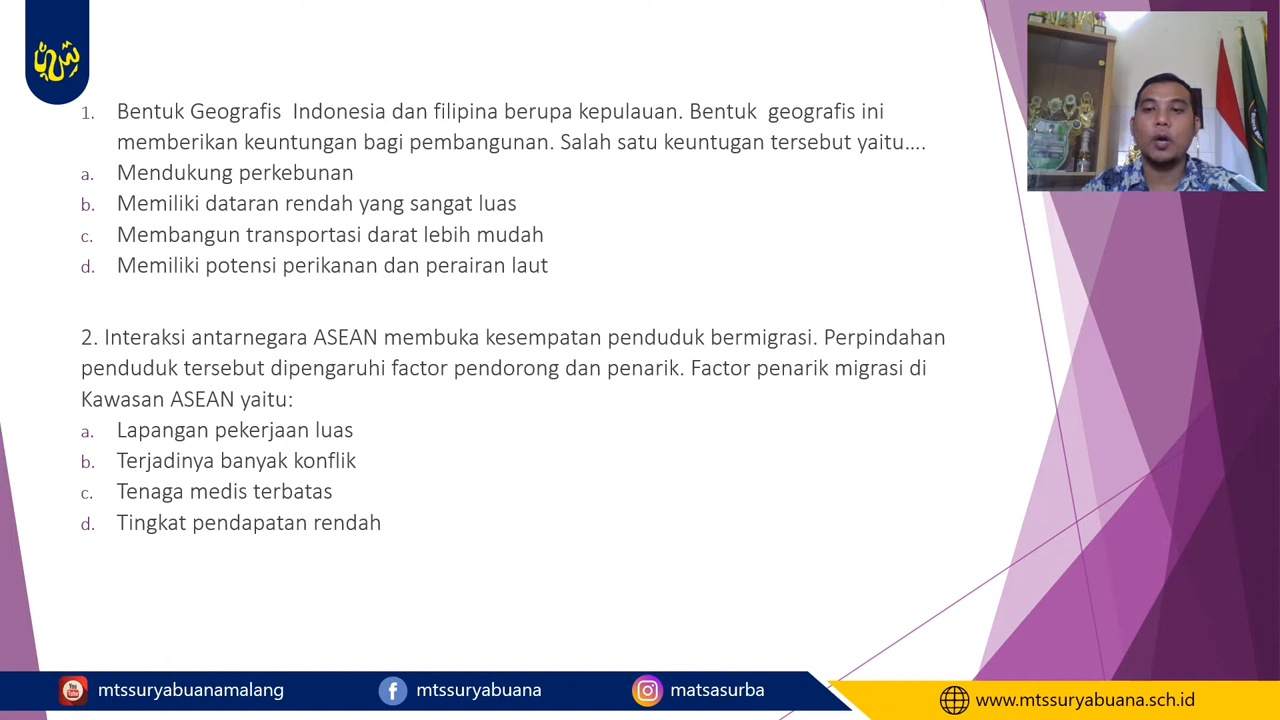 1. Bentuk Geografis Indonesia dan filipina berupa kepulauan. Bentuk geografis ini
memberikan keuntungan bagi pembangunan. Salah satu keuntugan tersebut yaitu....
a. Mendukung perkebunan
b. Memiliki dataran rendah yang sangat luas
c. Membangun transportasi darat lebih mudah
d. Memiliki potensi perikanan dan perairan laut
2. Interaksi antarnegara ASEAN membuka kesempatan penduduk bermigrasi. Perpindahan
penduduk tersebut dipengaruhi factor pendorong dan penarik. Factor penarik migrasi di
Kawasan ASEAN yaitu:
a. Lapangan pekerjaan luas
b. Terjadinya banyak konflik
c. Tenaga medis terbatas
d. Tingkat pendapatan rendah
mtssuryabuanamalang
mtssuryabuana
matsasurba
www.mtssuryabuana.sch.id